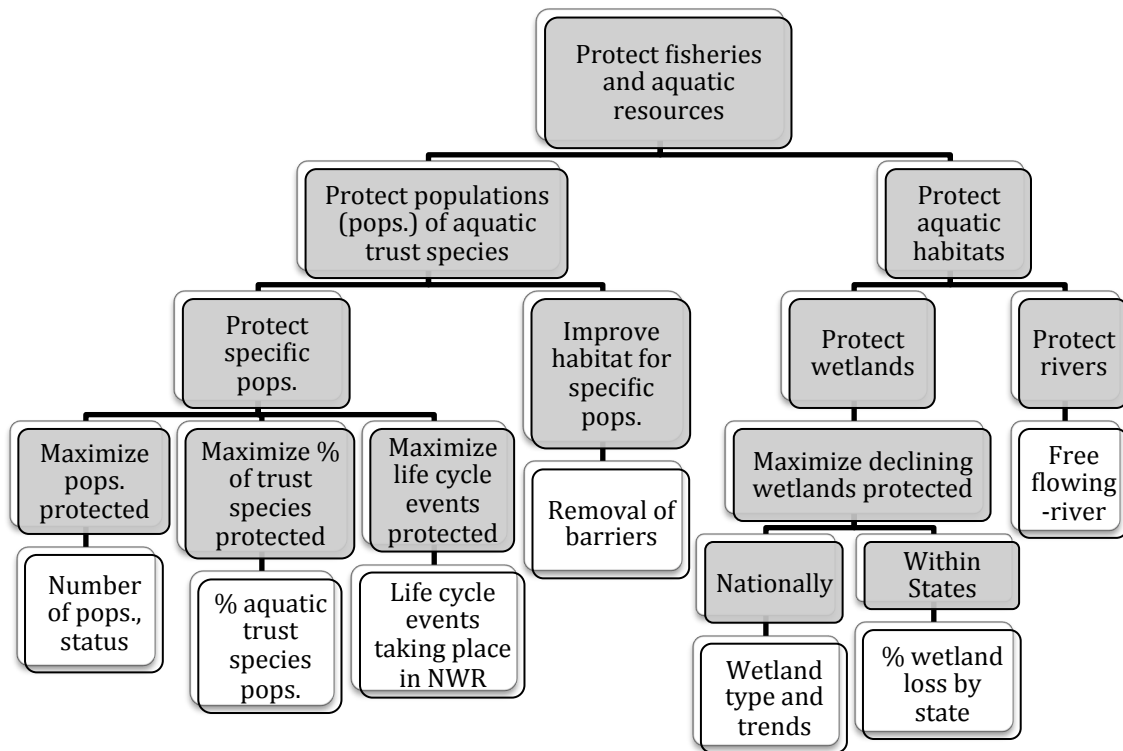 Protect fisheries
and aquatic
resources
Protect populations
(pops.) of aquatic
trust species
Protect
aquatic
habitats
Protect
specific
pops.
Improve
habitat for
specific
pops.
Protect
wetlands
Protect
rivers
Maximize
pops.
protected
Maximize %
of trust
species
protected
Maximize
life cycle
events
protected
Removal of
barriers
Maximize declining
wetlands protected
Free
flowing
-river
Number
of pops.,
status
% aquatic
trust
species
pops.
Life cycle
events
taking place
in NWR
Nationally
Within
States
Wetland
type and
trends
% wetland
loss by
state